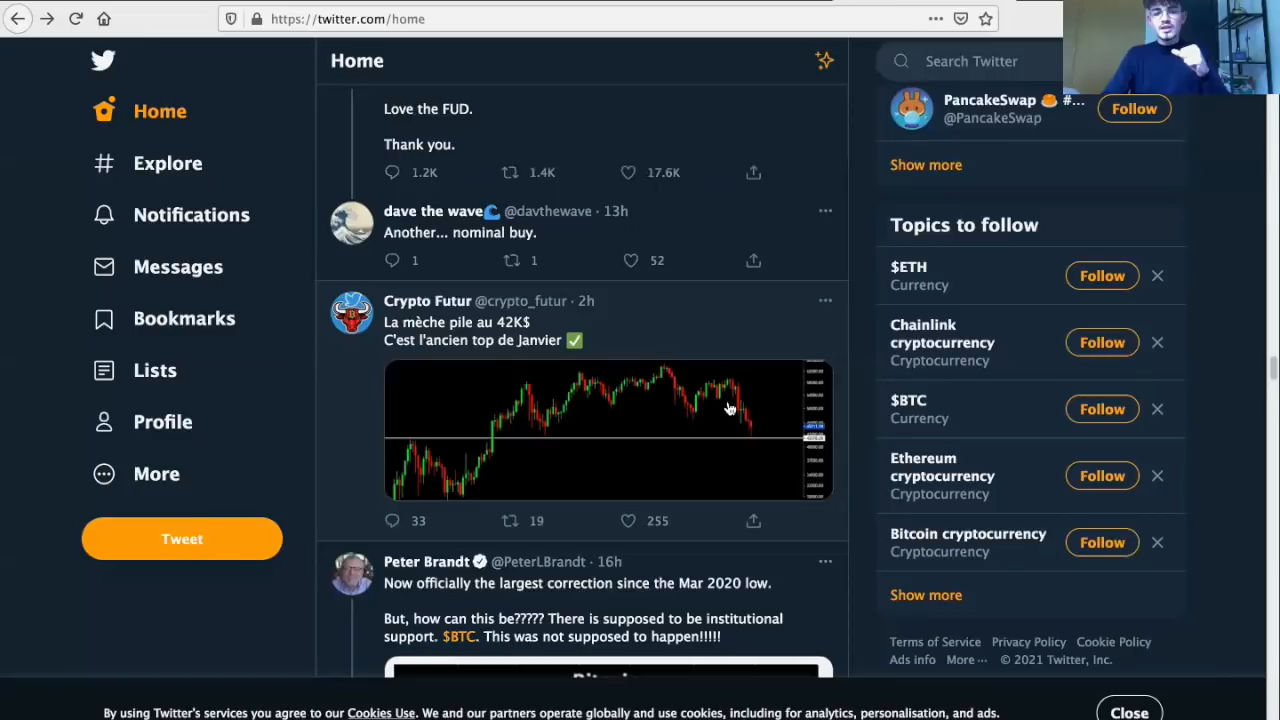 https://twitter.com/home
Home
Explore
Notifications
Messages
Bookmarks
Lists
Profile
More
Tweet
Home
Love the FUD.
Thank you.
1.2K 1.4K 17.6K
dave the wave🌊 @davthewave · 13h
Another... nominal buy.
1 1 52
Crypto Futur @crypto_futur · 2h
La mèche pile au 42K$
C'est l'ancien top de Janvier ✅
33 19 255
Peter Brandt @PeterLBrandt · 16h
Now officially the largest correction since the Mar 2020 low.
But, how can this be????? There is supposed to be institutional
support. $BTC. This was not supposed to happen!!!!!
Search Twitter
PancakeSwap 🥞 #...
@PancakeSwap
Follow
Show more
Topics to follow
$ETH
Currency
Follow
Chainlink
cryptocurrency
Cryptocurrency
Follow
$BTC
Currency
Follow
Ethereum
cryptocurrency
Cryptocurrency
Follow
Bitcoin cryptocurrency
Cryptocurrency
Follow
Show more
Terms of Service Privacy Policy Cookie Policy
Ads info More ··· © 2021 Twitter, Inc.
By using Twitter's services you agree to our Cookies Use. We and our partners operate globally and use cookies, including for analytics, personalisation, and ads.
Close